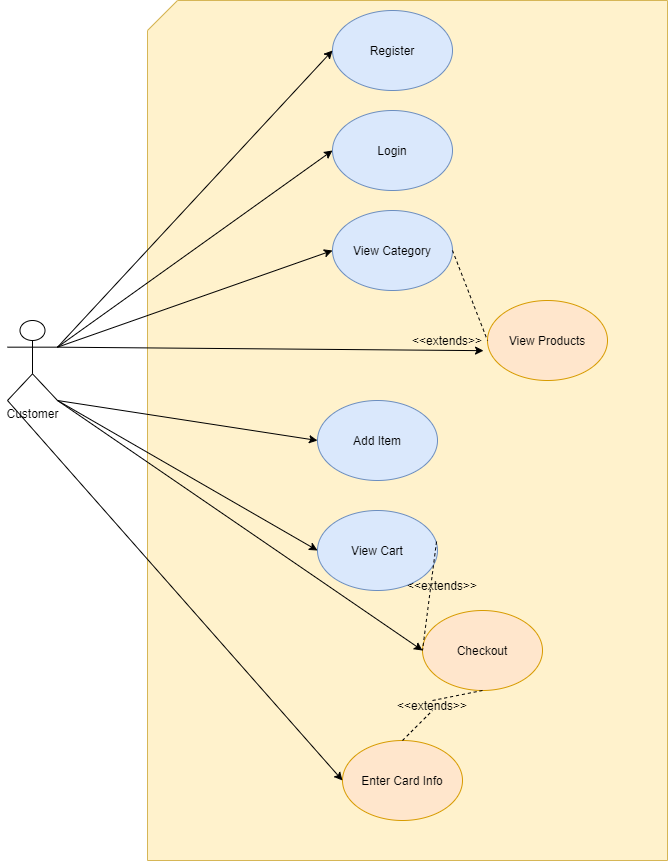 Register
Login
View Category
<<extends>>
View Products
Customer
Add Item
View Cart
<<extends>>
Checkout
<<extends>>
Enter Card Info